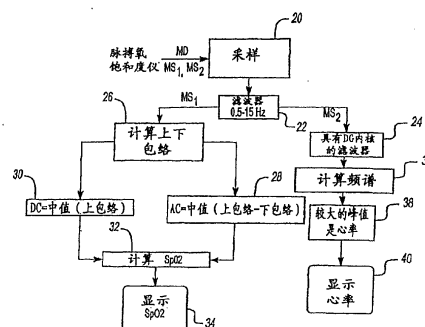 20
脉搏氧
饱和度仪
MD
MS₁, MS₂
采样
MS₁
滤波器
0.5-15 Hz
22
MS₂
24
具有DG内核
的滤波器
26
计算上下
包络
计算频谱
30
DC=中值(上包络)
28
AC=中值(上包络-下包络)
38
较大的峰值
是心率
32
计算 SpO2
40
显示
心率
显示
SpO2
34